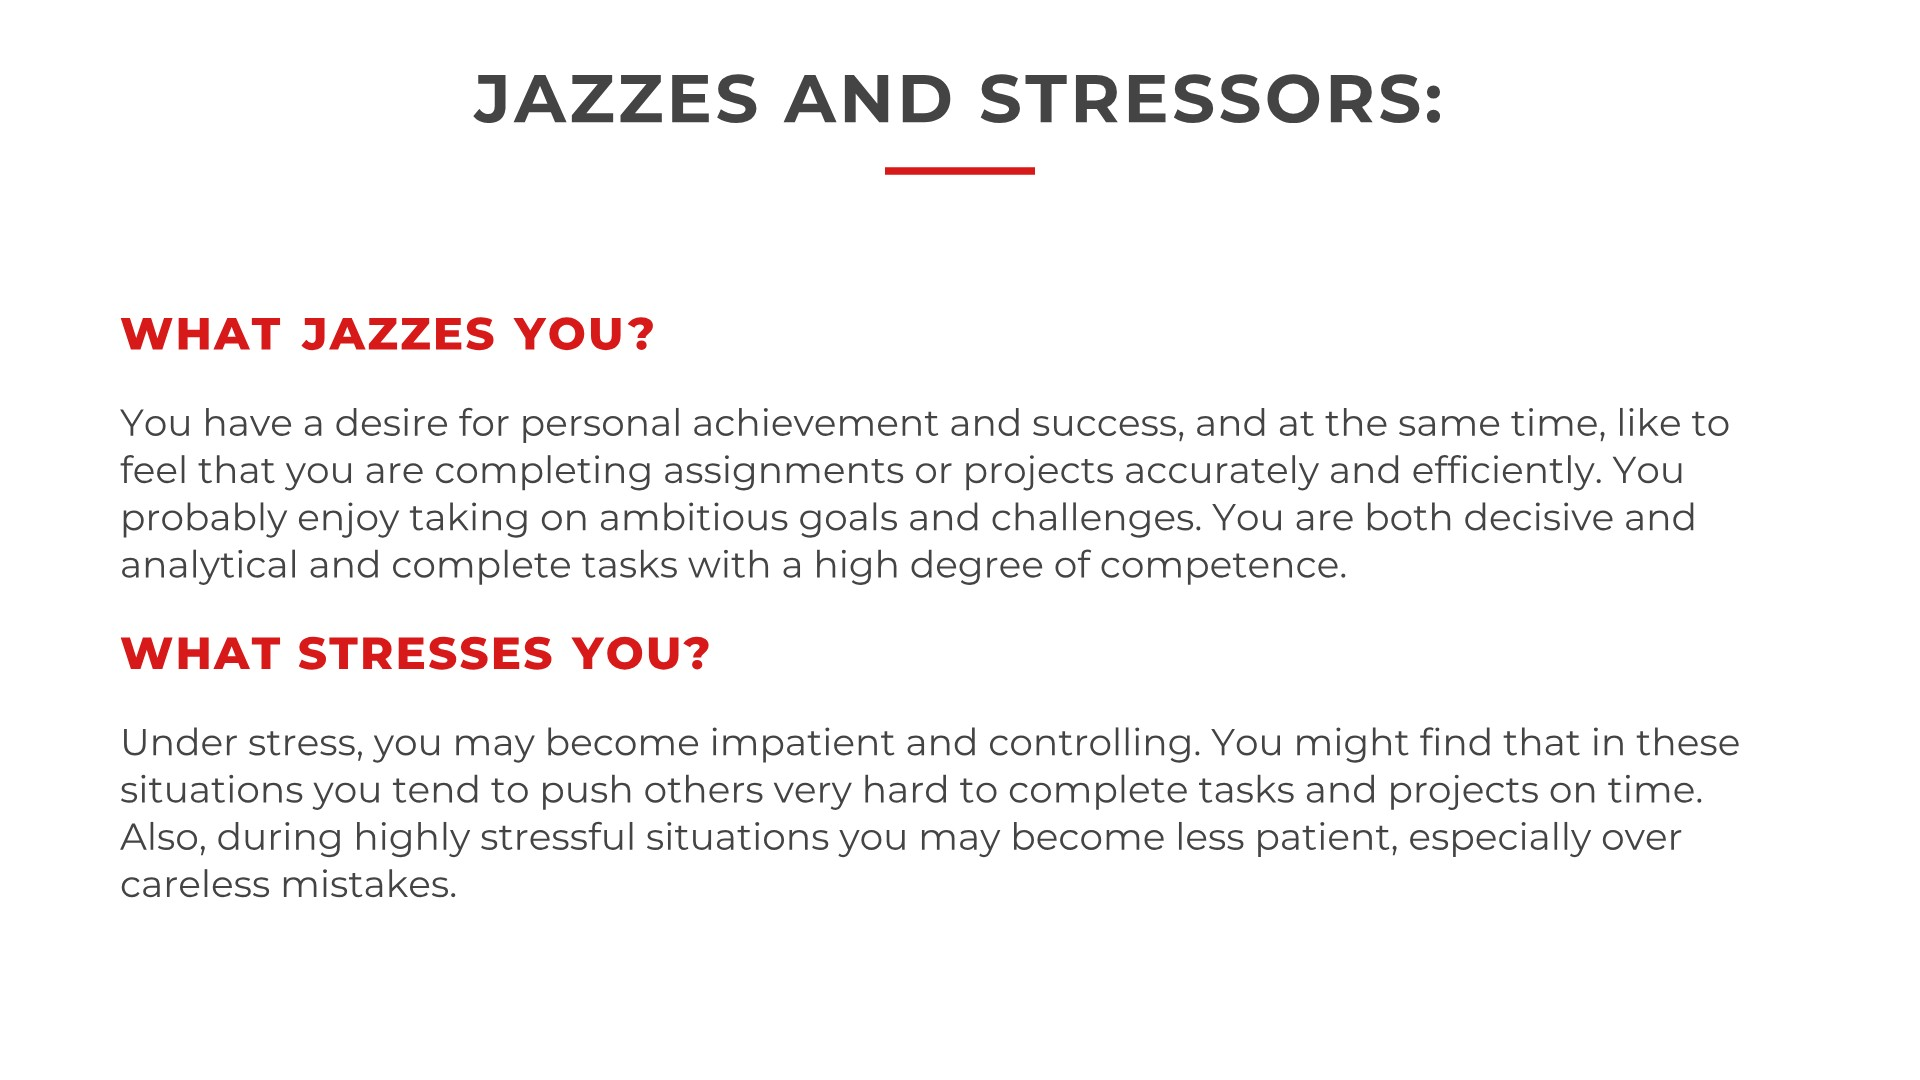 JAZZES AND STRESSORS:
WHAT JAZZES YOU?
You have a desire for personal achievement and success, and at the same time, like to
feel that you are completing assignments or projects accurately and efficiently. You
probably enjoy taking on ambitious goals and challenges. You are both decisive and
analytical and complete tasks with a high degree of competence.
WHAT STRESSES YOU?
Under stress, you may become impatient and controlling. You might find that in these
situations you tend to push others very hard to complete tasks and projects on time.
Also, during highly stressful situations you may become less patient, especially over
careless mistakes.